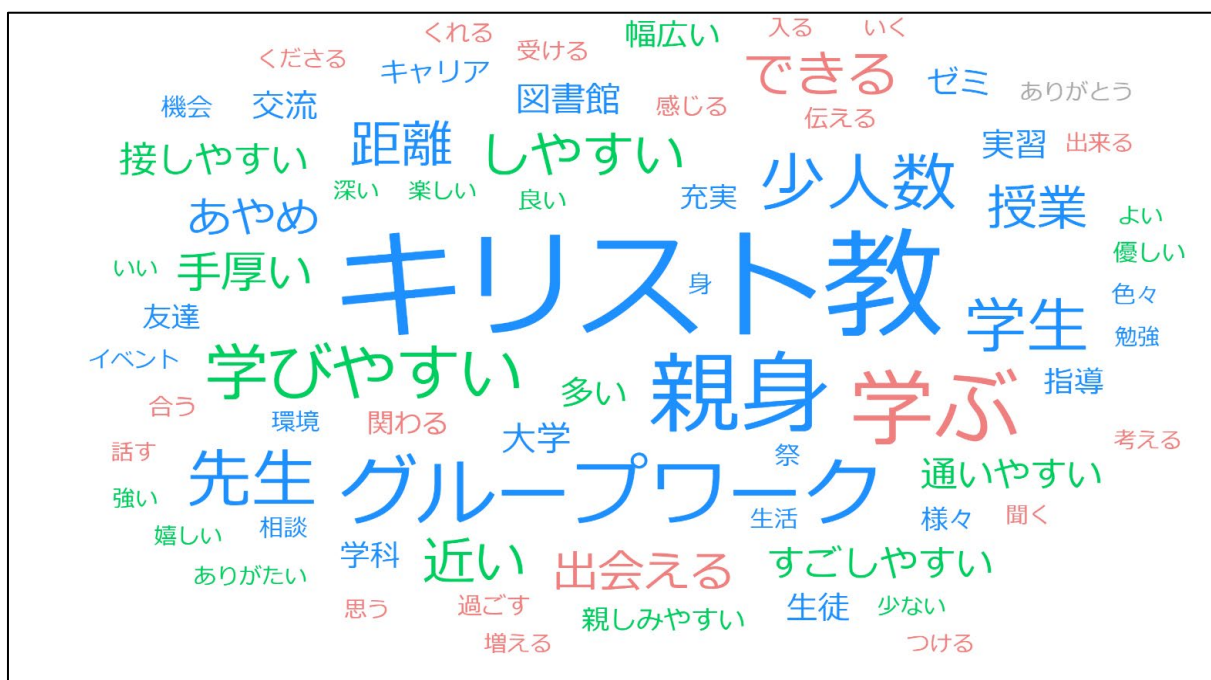 くれる 受ける 幅広い 入る いく
くださる キャリア 図書館 感じる できる ゼミ ありがとう
機会 交流 距離 しやすい 伝える 実習 出来る
接しやすい 深い 楽しい 良い 充実 少人数 授業 よい
あやめ キリスト教 優しい
いい 手厚い 身 学生 色々
友達 勉強
イベント 学びやすい 多い 親身 学ぶ 指導
合う 環境 関わる 大学 考える
話す 先生 グループワーク 祭 通いやすい
強い 相談 生活 様々 聞く
嬉しい 学科 近い 出会える すごしやすい
ありがたい 思う 過ごす 親しみやすい 生徒 少ない
増える つける